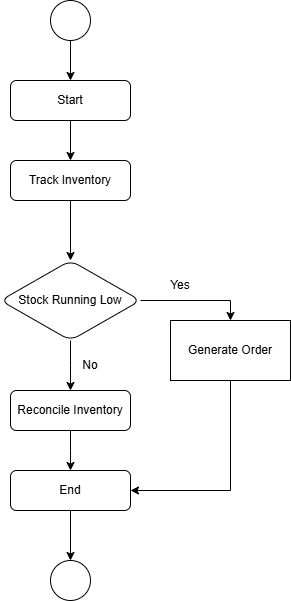 Start
Track Inventory
Stock Running Low
Yes
Generate Order
No
Reconcile Inventory
End